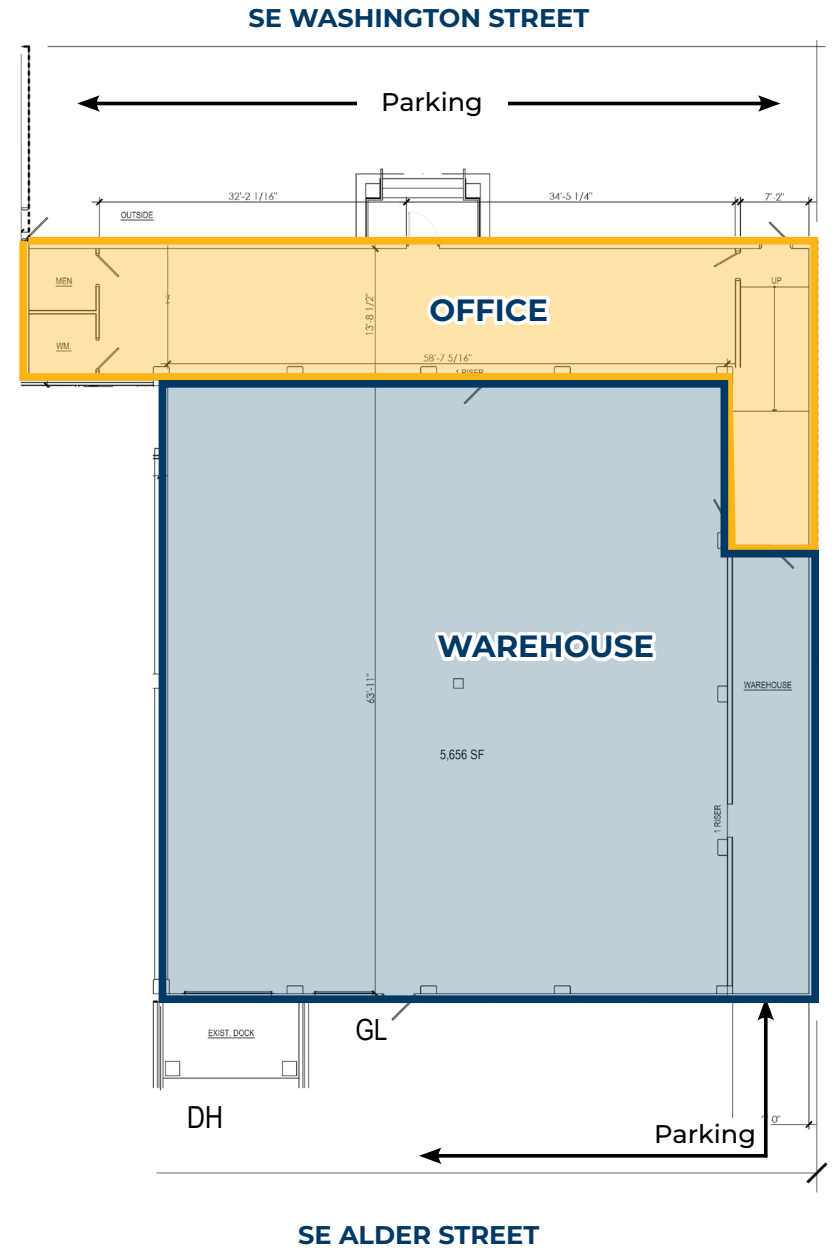 SE WASHINGTON STREET
Parking
32'-2 1/16"
34'-5 1/4"
7'-2"
OUTSIDE
MEN
UP
OFFICE
13'-8 1/2"
WM.
58'-7 5/16"
1 RISER
WAREHOUSE
WAREHOUSE
63'-11"
5,656 SF
1 RISER
EXIST. DOCK
GL
DH
Parking
SE ALDER STREET